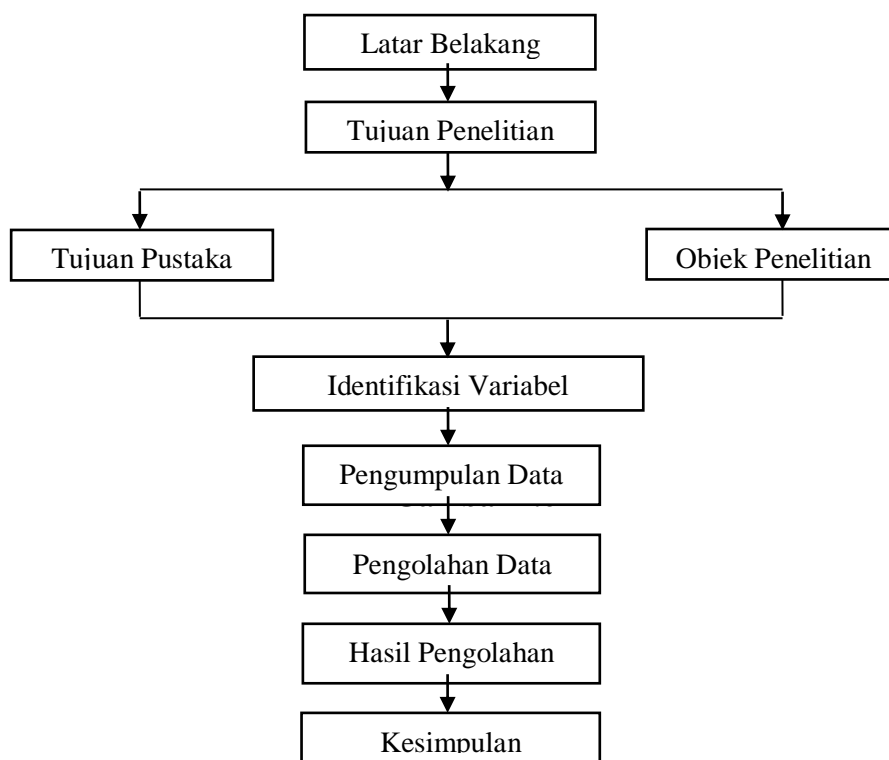 Latar Belakang
Tujuan Penelitian
Tujuan Pustaka
Objek Penelitian
Identifikasi Variabel
Pengumpulan Data
Pengolahan Data
Hasil Pengolahan
Kesimpulan